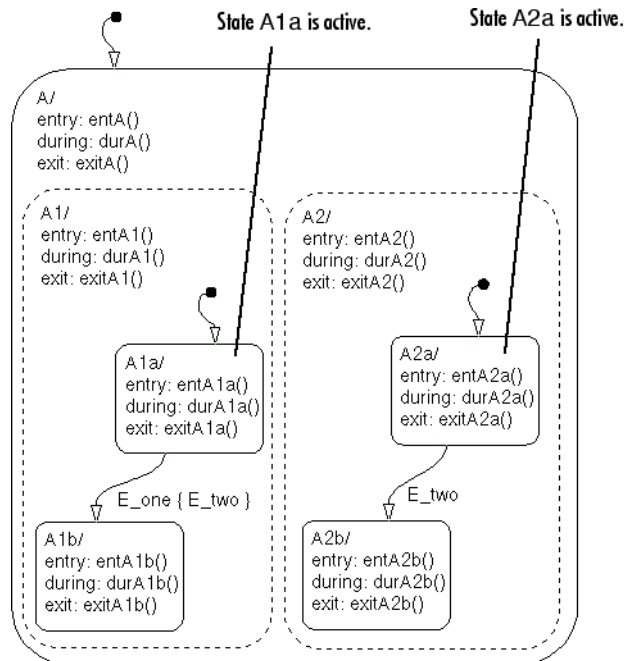 State A1a is active.
State A2a is active.
A/
entry: entA()
during: durA()
exit: exitA()
A1/
entry: entA1()
during: durA1()
exit: exitA1()
A2/
entry: entA2()
during: durA2()
exit: exitA2()
A1a/
entry: entA1a()
during: durA1a()
exit: exitA1a()
A2a/
entry: entA2a()
during: durA2a()
exit: exitA2a()
E_one { E_two }
E_two
A1b/
entry: entA1b()
during: durA1b()
exit: exitA1b()
A2b/
entry: entA2b()
during: durA2b()
exit: exitA2b()